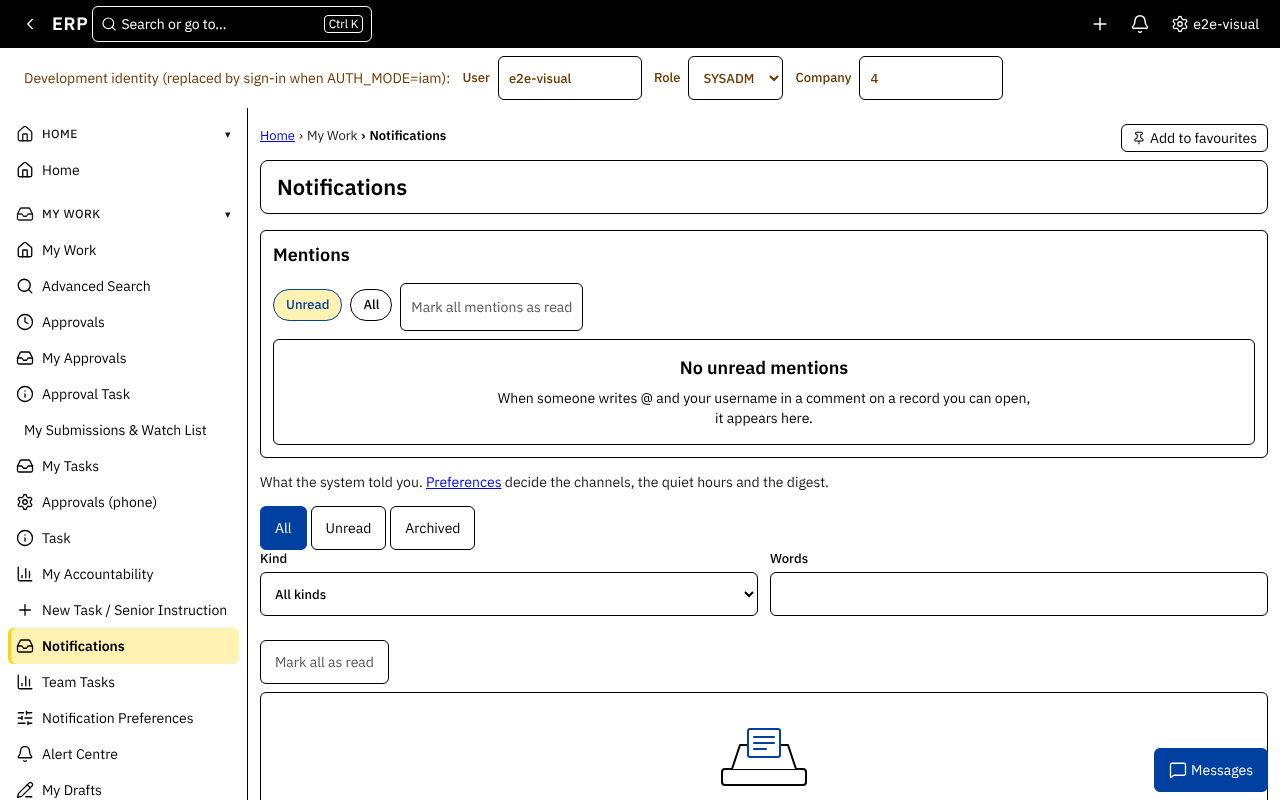 ERP
Search or go to...
Ctrl K
e2e-visual
Development identity (replaced by sign-in when AUTH_MODE=iam):
User
e2e-visual
Role
SYSADM
Company
4
HOME
Home
MY WORK
My Work
Advanced Search
Approvals
My Approvals
Approval Task
My Submissions & Watch List
My Tasks
Approvals (phone)
Task
My Accountability
New Task / Senior Instruction
Notifications
Team Tasks
Notification Preferences
Alert Centre
My Drafts
Home › My Work › Notifications
Add to favourites
Notifications
Mentions
Unread
All
Mark all mentions as read
No unread mentions
When someone writes @ and your username in a comment on a record you can open,
it appears here.
What the system told you. Preferences decide the channels, the quiet hours and the digest.
All
Unread
Archived
Kind
All kinds
Words
Mark all as read
Messages